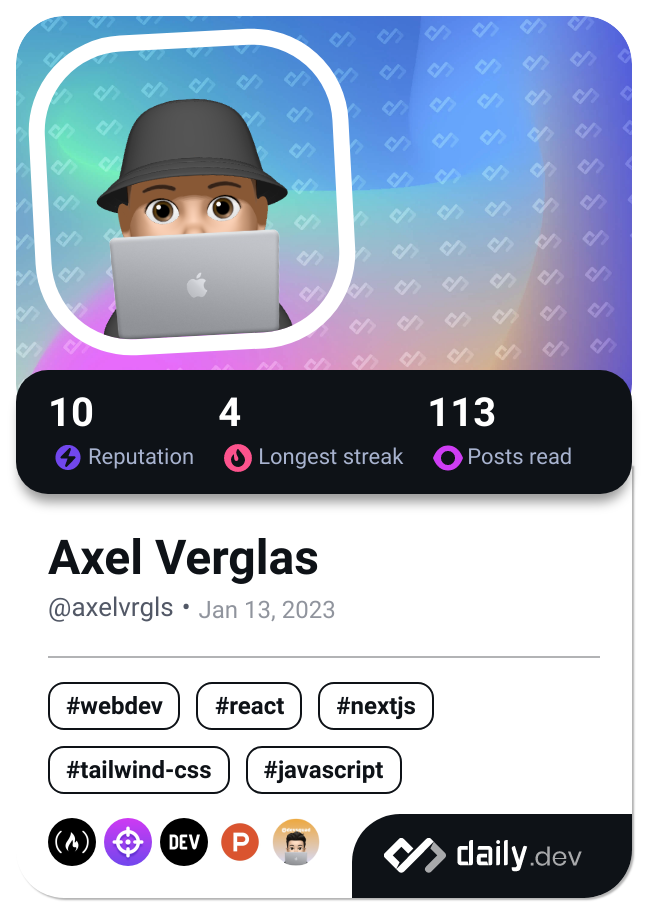 10 4 113
Reputation Longest streak Posts read
Axel Verglas
@axelvrgls • Jan 13, 2023
#webdev #react #nextjs
#tailwind-css #javascript
DEV P
daily.dev